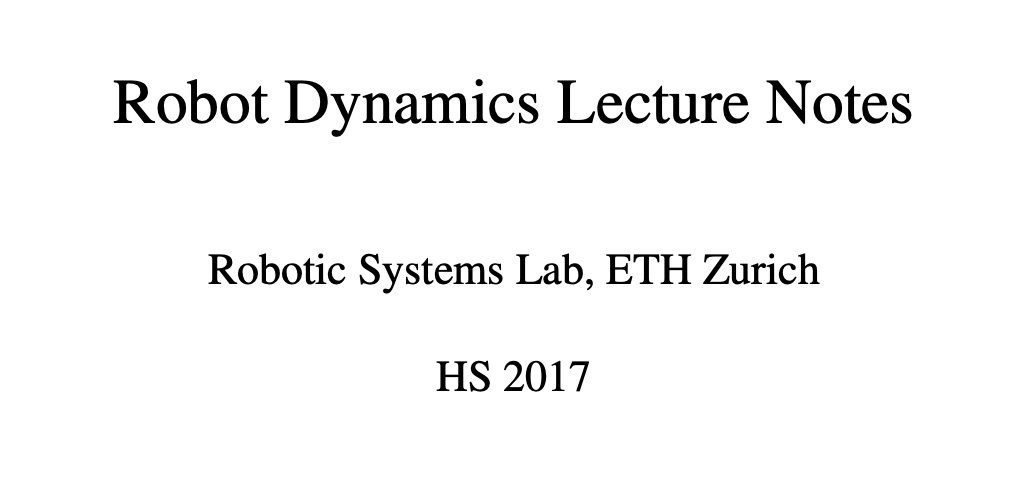 Robot Dynamics Lecture Notes
Robotic Systems Lab, ETH Zurich
HS 2017